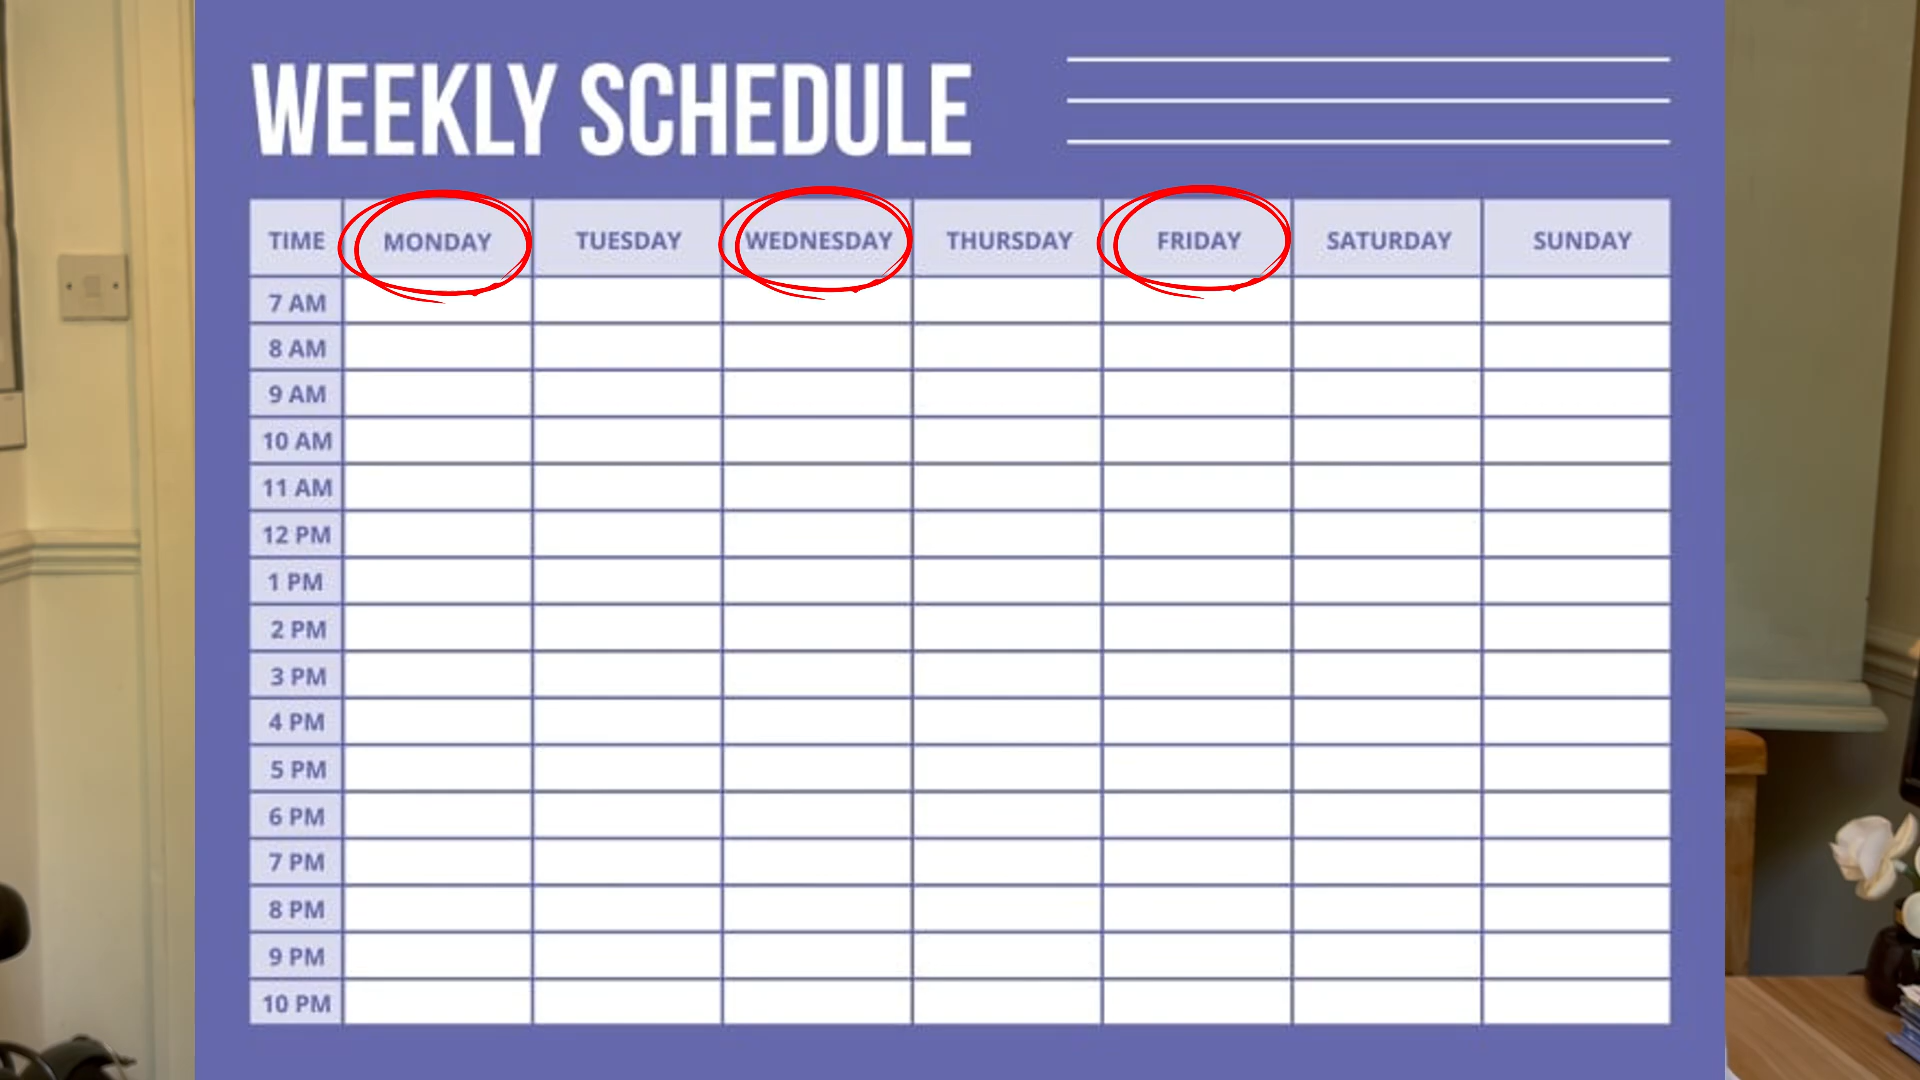 WEEKLY SCHEDULE
TIME MONDAY TUESDAY WEDNESDAY THURSDAY FRIDAY SATURDAY SUNDAY
7 AM
8 AM
9 AM
10 AM
11 AM
12 PM
1 PM
2 PM
3 PM
4 PM
5 PM
6 PM
7 PM
8 PM
9 PM
10 PM